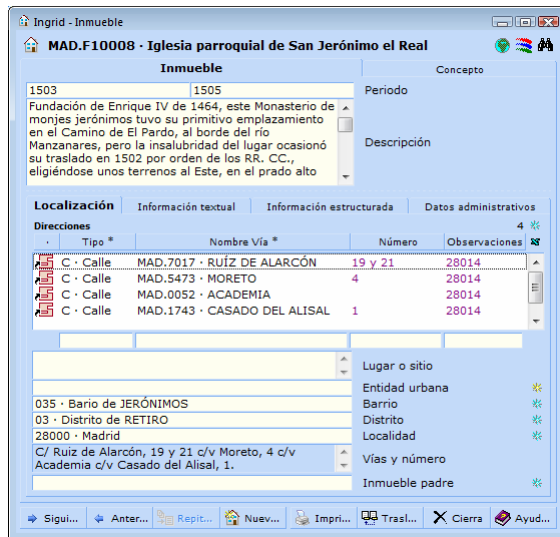 Ingrid - Inmueble
MAD.F10008 · Iglesia parroquial de San Jerónimo el Real
Inmueble Concepto
1503 1505 Periodo
Fundación de Enrique IV de 1464, este Monasterio de
monjes jerónimos tuvo su primitivo emplazamiento
en el Camino de El Pardo, al borde del río
Manzanares, pero la insalubridad del lugar ocasionó
su traslado en 1502 por orden de los RR. CC.,
eligiéndose unos terrenos al Este, en el prado alto
Descripción
Localización Información textual Información estructurada Datos administrativos
Direcciones 4
· Tipo * Nombre Vía * Número Observaciones
C · Calle MAD.7017 · RUÍZ DE ALARCÓN 19 y 21 28014
C · Calle MAD.5473 · MORETO 4 28014
C · Calle MAD.0052 · ACADEMIA 28014
C · Calle MAD.1743 · CASADO DEL ALISAL 1 28014
Lugar o sitio
Entidad urbana
035 · Bario de JERÓNIMOS Barrio
03 · Distrito de RETIRO Distrito
28000 · Madrid Localidad
C/ Ruiz de Alarcón, 19 y 21 c/v Moreto, 4 c/v
Academia c/v Casado del Alisal, 1.
Vías y número
Inmueble padre
Sigui... Anter... Repit... Nuev... Impri... Trasl... Cierra Ayud...